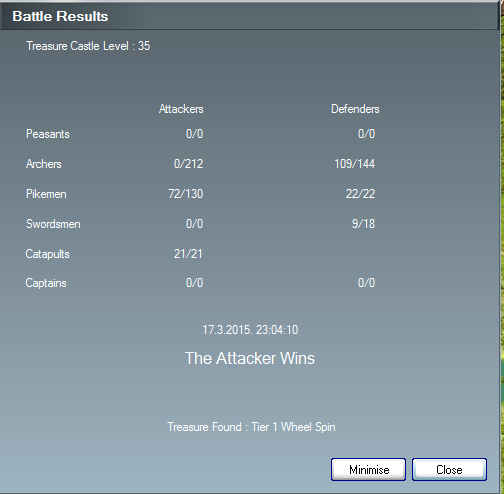 Battle Results
Treasure Castle Level : 35
Attackers Defenders
Peasants 0/0 0/0
Archers 0/212 109/144
Pikemen 72/130 22/22
Swordsmen 0/0 9/18
Catapults 21/21
Captains 0/0 0/0
17.3.2015. 23:04:10
The Attacker Wins
Treasure Found : Tier 1 Wheel Spin
Minimise Close